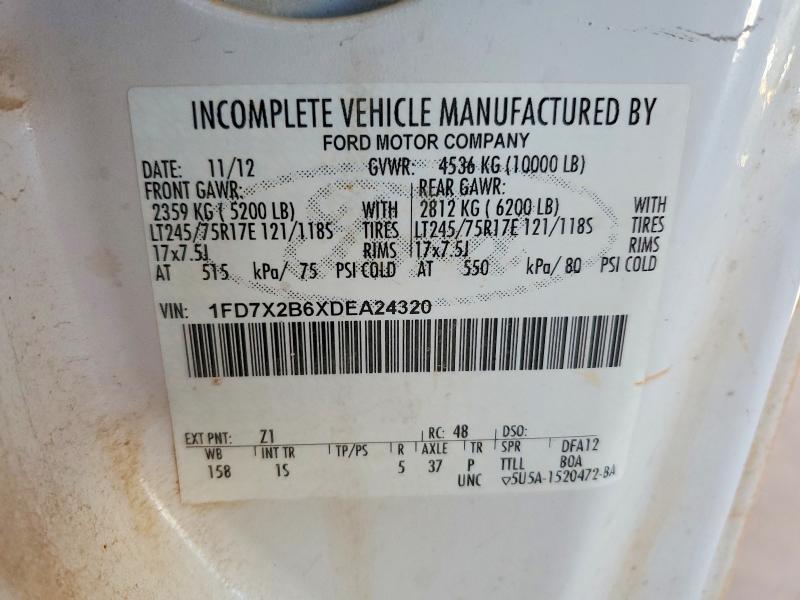 INCOMPLETE VEHICLE MANUFACTURED BY
FORD MOTOR COMPANY
DATE: 11/12 GVWR: 4536 KG (10000 LB)
FRONT GAWR: REAR GAWR:
2359 KG ( 5200 LB) WITH 2812 KG ( 6200 LB) WITH
LT245/75R17E 121/118S TIRES LT245/75R17E 121/118S TIRES
17x7.5J RIMS 17x7.5J RIMS
AT 515 kPa/ 75 PSI COLD AT 550 kPa/ 80 PSI COLD
VIN: 1FD7X2B6XDEA24320
EXT PNT: Z1 RC: 48 DSO:
WB INT TR TP/PS R AXLE TR SPR DFA12
158 1S 5 37 P TTLL B0A
UNC ▽5U5A-1520472-BA